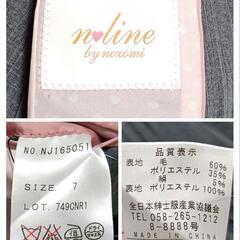 n♥line
by nozomi
NO.NJ165051
SIZE 7
LOT. 749CNR1
品質表示
表地 毛 60%
ポリエステル 35%
絹 5%
裏地 ポリエステル 100%
全日本紳士服産業協議会
TEL 058-265-1212
8-8888号
MADE IN CHINA